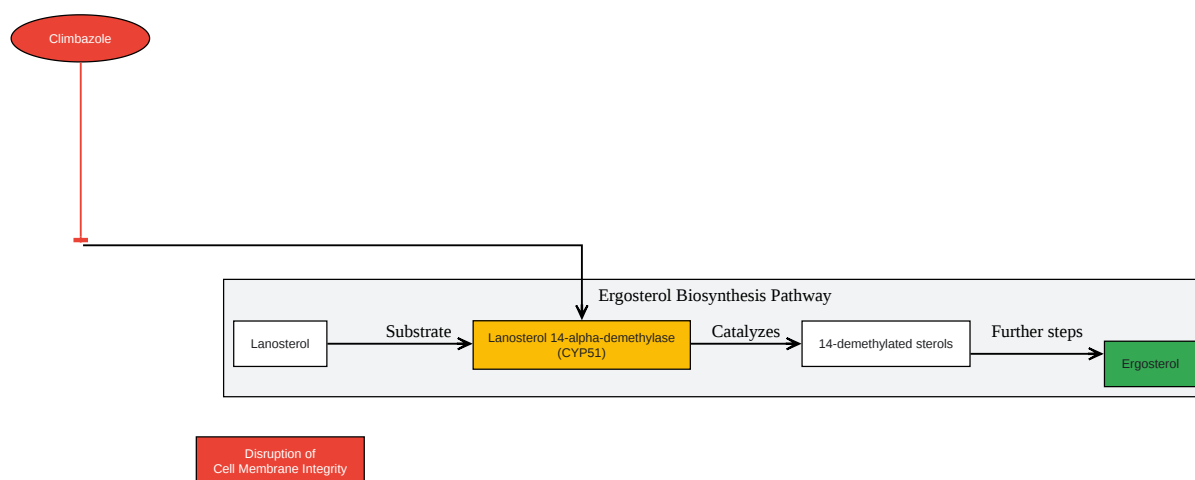 Climbazole
Ergosterol Biosynthesis Pathway
Lanosterol
Substrate
Lanosterol 14-alpha-demethylase
(CYP51)
Catalyzes
14-demethylated sterols
Further steps
Ergosterol
Disruption of
Cell Membrane Integrity